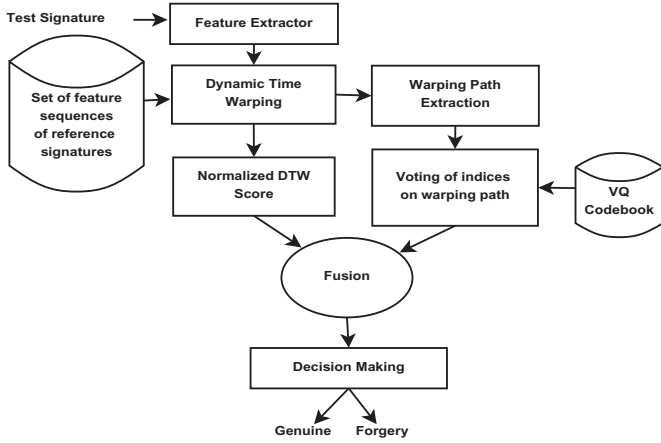 Test Signature
Feature Extractor
Set of feature
sequences
of reference
signatures
Dynamic Time
Warping
Warping Path
Extraction
Normalized DTW
Score
Voting of indices
on warping path
VQ
Codebook
Fusion
Decision Making
Genuine
Forgery